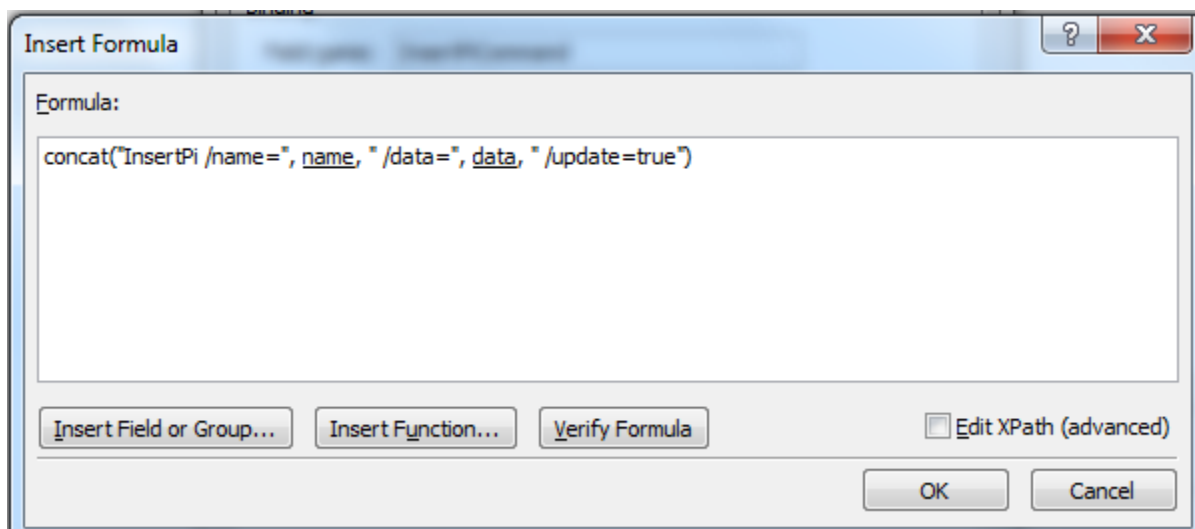 Insert Formula
?
X
Formula:
concat("InsertPi /name=", name, " /data=", data, " /update=true")
Insert Field or Group...
Insert Function...
Verify Formula
Edit XPath (advanced)
OK
Cancel